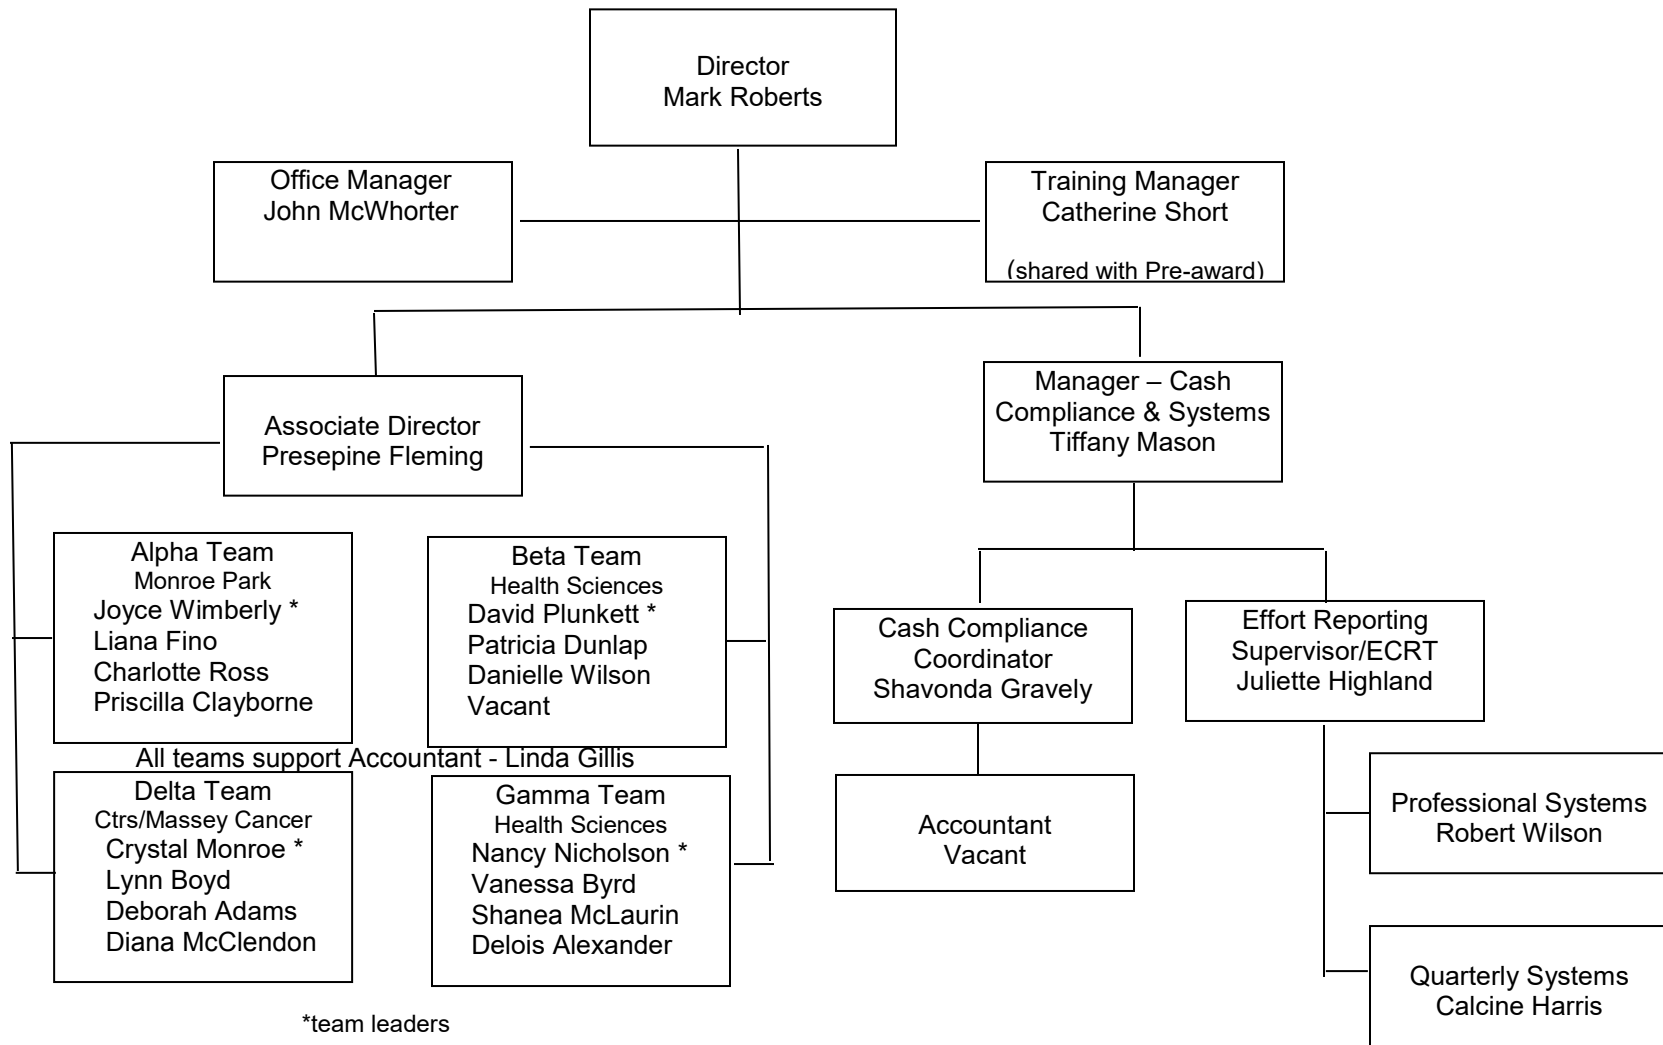 Director
Mark Roberts
Office Manager
John McWhorter
Training Manager
Catherine Short
(shared with Pre-award)
Associate Director
Presepine Fleming
Manager – Cash
Compliance & Systems
Tiffany Mason
Alpha Team
Monroe Park
Joyce Wimberly *
Liana Fino
Charlotte Ross
Priscilla Clayborne
Beta Team
Health Sciences
David Plunkett *
Patricia Dunlap
Danielle Wilson
Vacant
All teams support Accountant - Linda Gillis
Delta Team
Ctrs/Massey Cancer
Crystal Monroe *
Lynn Boyd
Deborah Adams
Diana McClendon
Gamma Team
Health Sciences
Nancy Nicholson *
Vanessa Byrd
Shanea McLaurin
Delois Alexander
*team leaders
Cash Compliance
Coordinator
Shavonda Gravely
Accountant
Vacant
Effort Reporting
Supervisor/ECRT
Juliette Highland
Professional Systems
Robert Wilson
Quarterly Systems
Calcine Harris